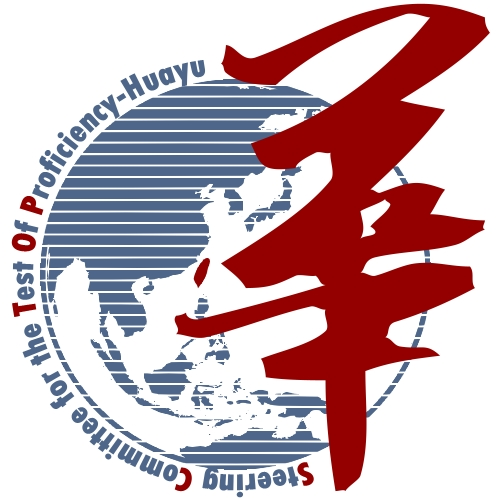 Steering Committee for the Test Of Proficiency-Huayu
華